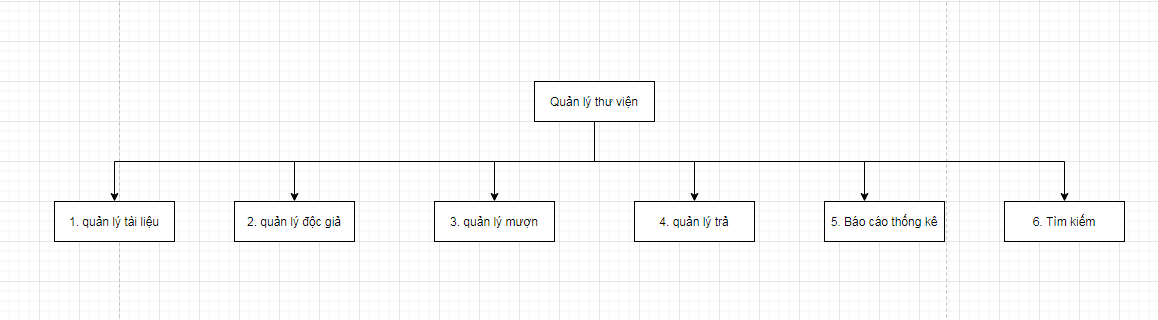 Quản lý thư viện
1. quản lý tài liệu
2. quản lý độc giả
3. quản lý mượn
4. quản lý trả
5. Báo cáo thống kê
6. Tìm kiếm